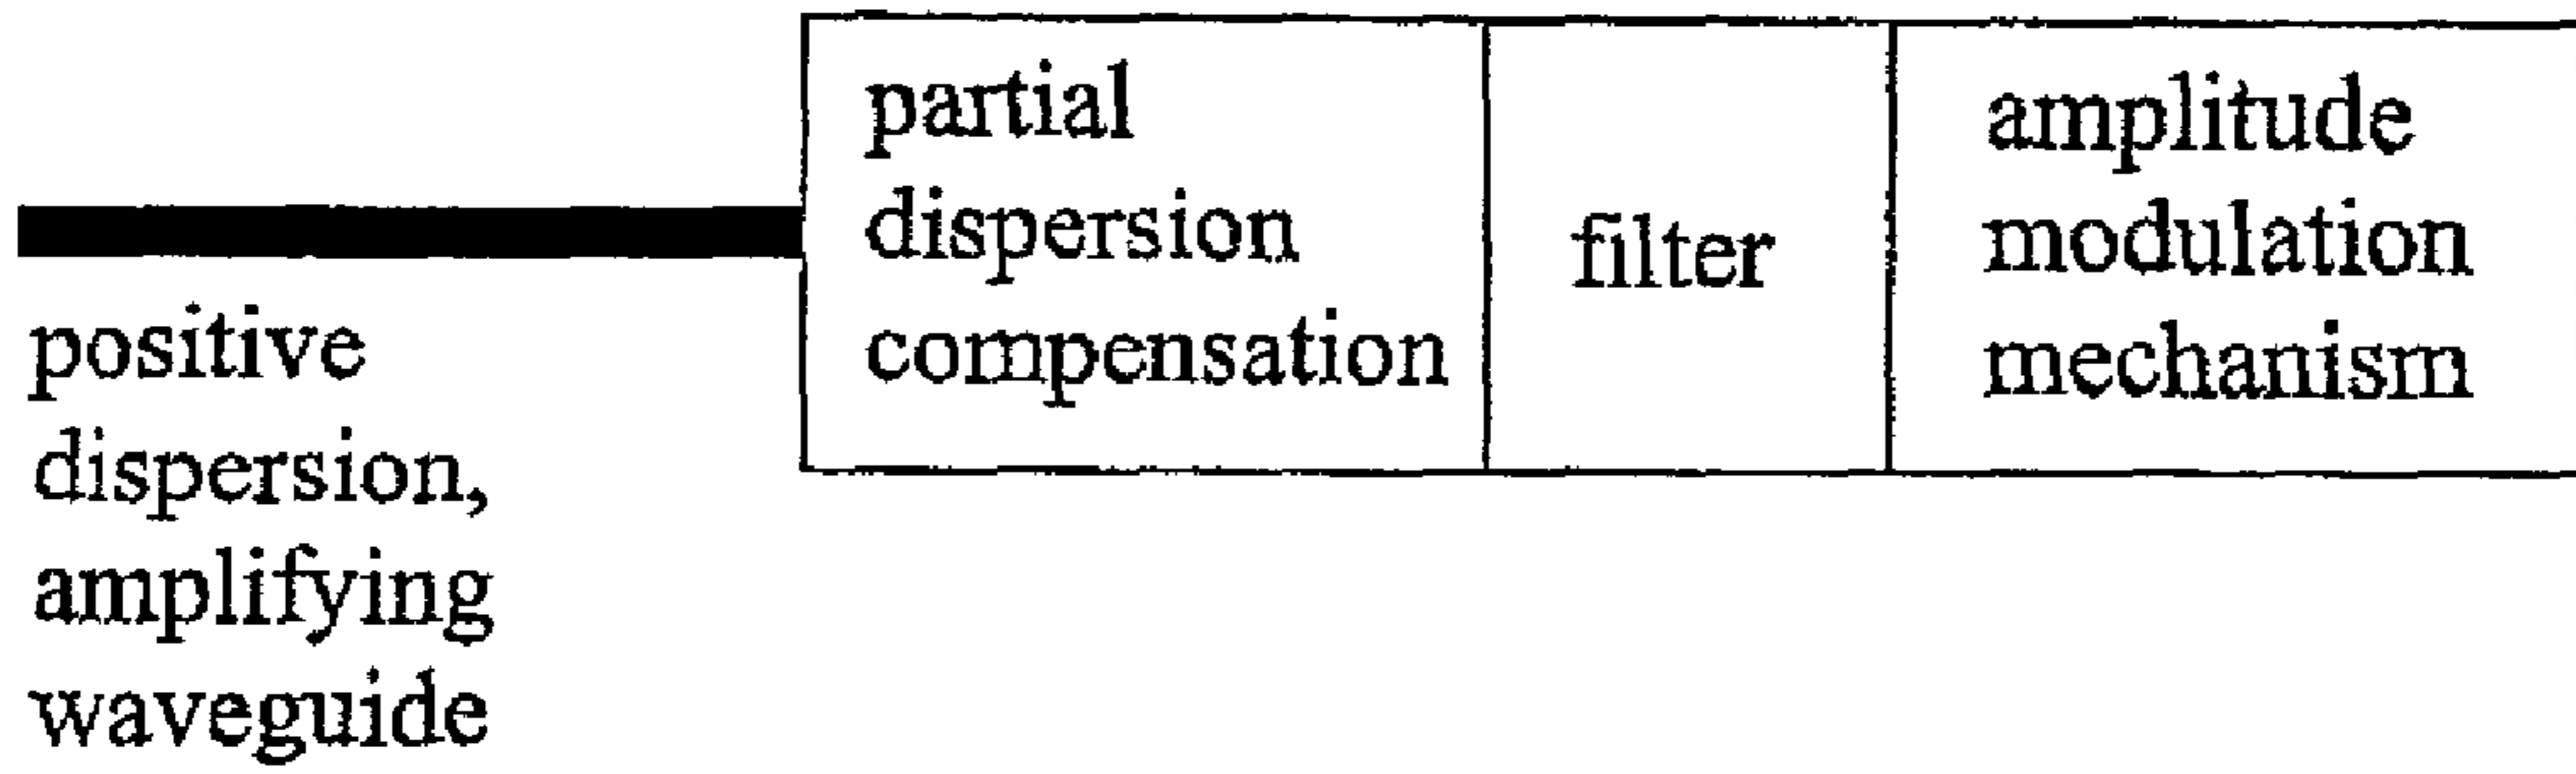 positive
dispersion,
amplifying
waveguide
partial
dispersion
compensation
filter
amplitude
modulation
mechanism